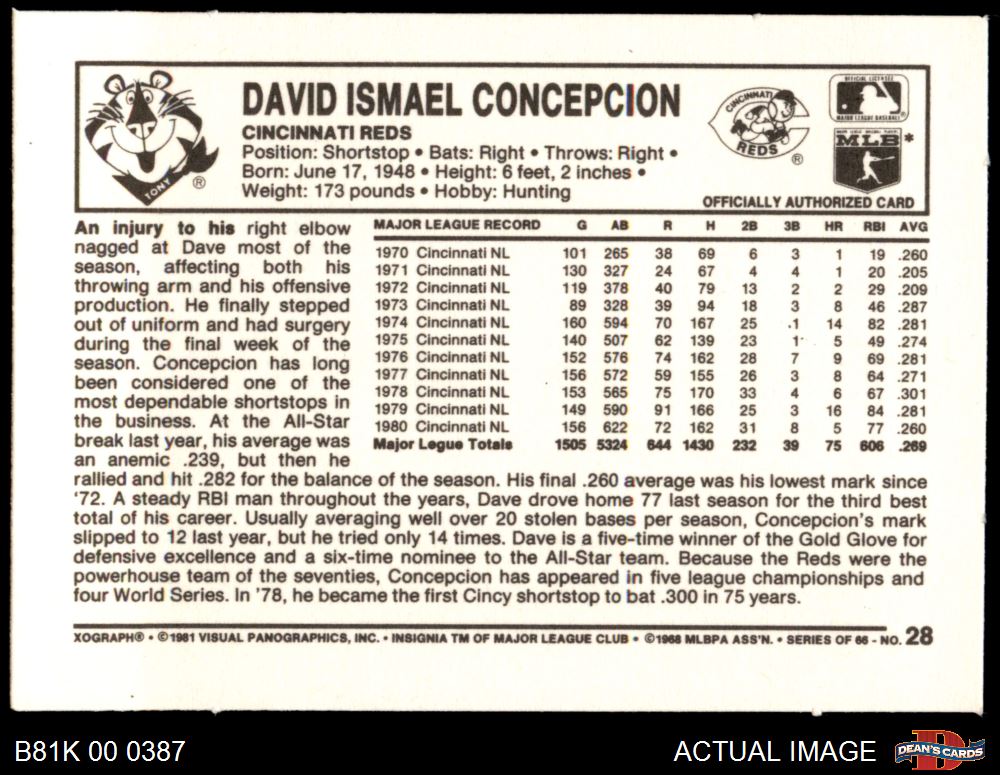 DAVID ISMAEL CONCEPCION
CINCINNATI REDS
Position: Shortstop • Bats: Right • Throws: Right •
Born: June 17, 1948 • Height: 6 feet, 2 inches •
Weight: 173 pounds • Hobby: Hunting
TONY ®
CINCINNATI
REDS ®
OFFICIAL LICENSEE
MAJOR LEAGUE BASEBALL®
MAJOR LEAGUE BASEBALL PLAYERS
MLB *
OFFICIALLY AUTHORIZED CARD
An injury to his right elbow
nagged at Dave most of the
season, affecting both his
throwing arm and his offensive
production. He finally stepped
out of uniform and had surgery
during the final week of the
season. Concepcion has long
been considered one of the
most dependable shortstops in
the business. At the All-Star
break last year, his average was
an anemic .239, but then he
MAJOR LEAGUE RECORD G AB R H 2B 3B HR RBI AVG
1970 Cincinnati NL 101 265 38 69 6 3 1 19 .260
1971 Cincinnati NL 130 327 24 67 4 4 1 20 .205
1972 Cincinnati NL 119 378 40 79 13 2 2 29 .209
1973 Cincinnati NL 89 328 39 94 18 3 8 46 .287
1974 Cincinnati NL 160 594 70 167 25 .1 14 82 .281
1975 Cincinnati NL 140 507 62 139 23 1 5 49 .274
1976 Cincinnati NL 152 576 74 162 28 7 9 69 .281
1977 Cincinnati NL 156 572 59 155 26 3 8 64 .271
1978 Cincinnati NL 153 565 75 170 33 4 6 67 .301
1979 Cincinnati NL 149 590 91 166 25 3 16 84 .281
1980 Cincinnati NL 156 622 72 162 31 8 5 77 .260
Major Legue Totals 1505 5324 644 1430 232 39 75 606 .269
rallied and hit .282 for the balance of the season. His final .260 average was his lowest mark since
'72. A steady RBI man throughout the years, Dave drove home 77 last season for the third best
total of his career. Usually averaging well over 20 stolen bases per season, Concepcion's mark
slipped to 12 last year, but he tried only 14 times. Dave is a five-time winner of the Gold Glove for
defensive excellence and a six-time nominee to the All-Star team. Because the Reds were the
powerhouse team of the seventies, Concepcion has appeared in five league championships and
four World Series. In '78, he became the first Cincy shortstop to bat .300 in 75 years.
XOGRAPH® • ©1981 VISUAL PANOGRAPHICS, INC. • INSIGNIA TM OF MAJOR LEAGUE CLUB • ©1968 MLBPA ASS'N. • SERIES OF 66 - NO. 28
B81K 00 0387
ACTUAL IMAGE
DEAN'S CARDS